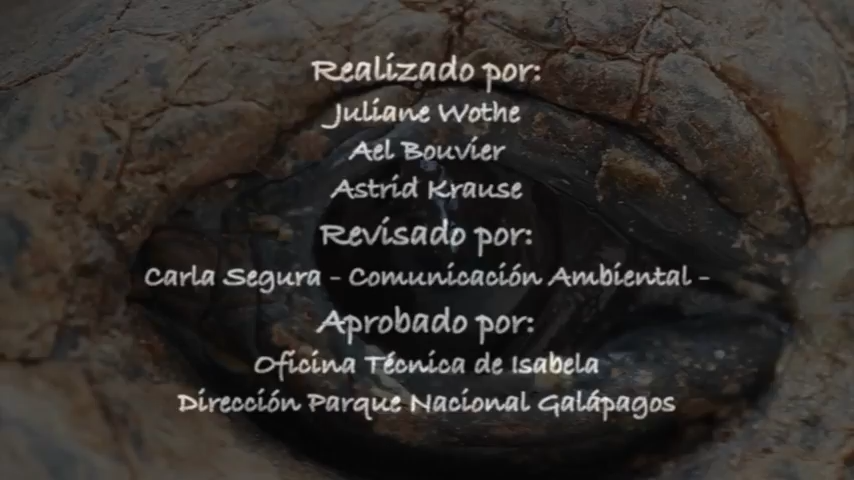 Realizado por:
Juliane Wothe
Ael Bouvier
Astrid Krause
Revisado por:
Carla Segura - Comunicación Ambiental -
Aprobado por:
Oficina Técnica de Isabela
Dirección Parque Nacional Galápagos